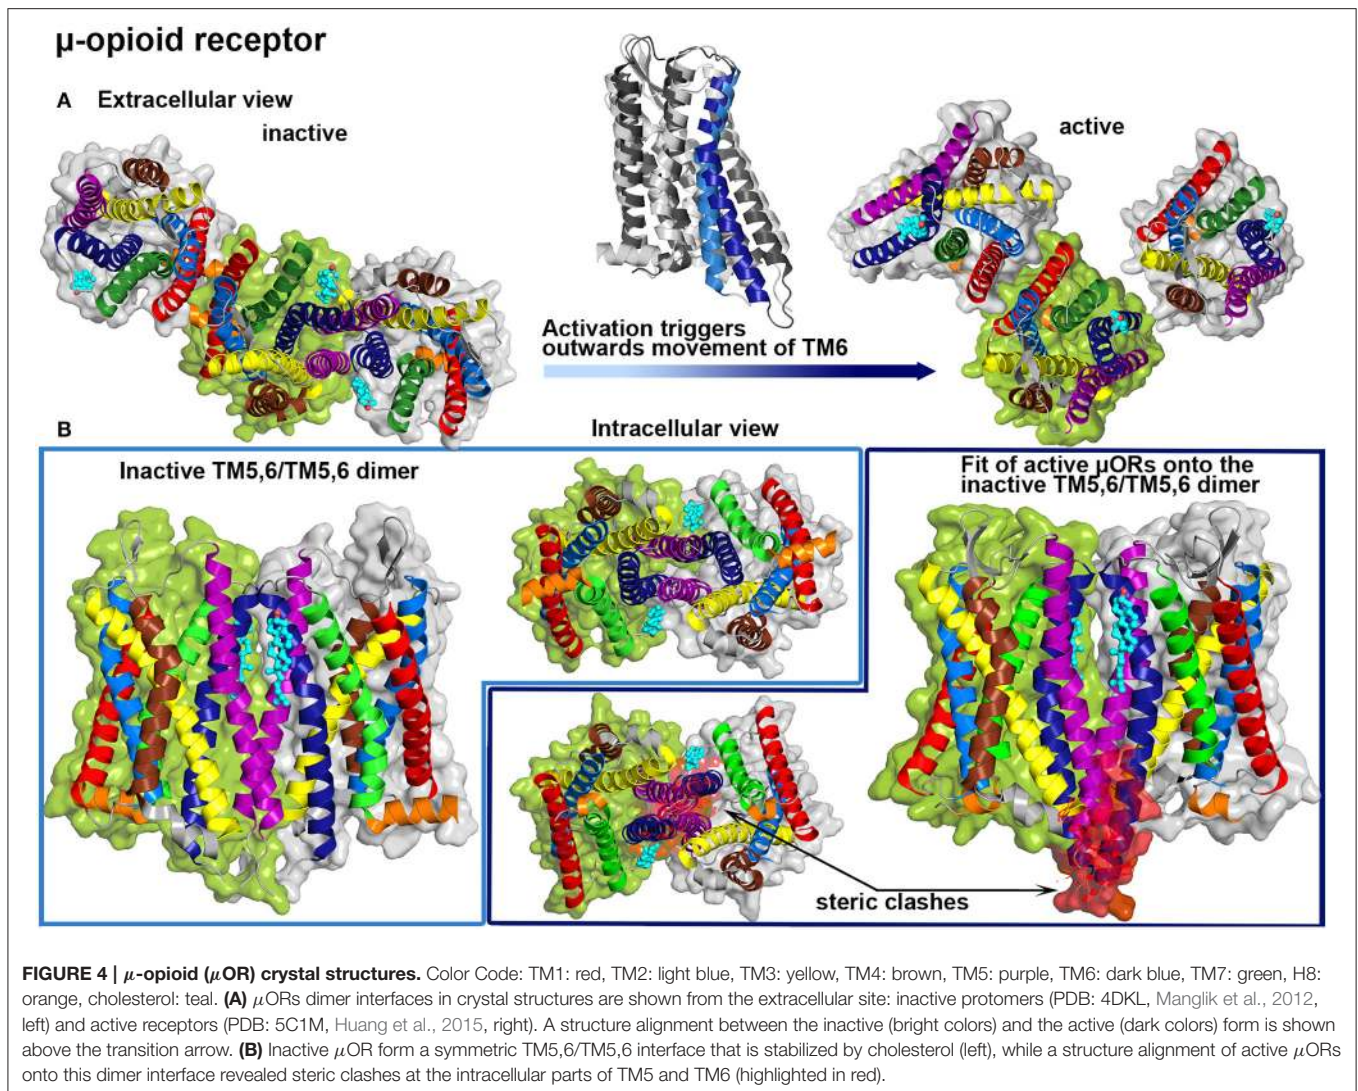 μ-opioid receptor
A Extracellular view
inactive
active
Activation triggers
outwards movement of TM6
B
Intracellular view
Inactive TM5,6/TM5,6 dimer
Fit of active μORs onto the
inactive TM5,6/TM5,6 dimer
steric clashes
FIGURE 4 | μ-opioid (μOR) crystal structures. Color Code: TM1: red, TM2: light blue, TM3: yellow, TM4: brown, TM5: purple, TM6: dark blue, TM7: green, H8:
orange, cholesterol: teal. (A) μORs dimer interfaces in crystal structures are shown from the extracellular site: inactive protomers (PDB: 4DKL, Manglik et al., 2012,
left) and active receptors (PDB: 5C1M, Huang et al., 2015, right). A structure alignment between the inactive (bright colors) and the active (dark colors) form is shown
above the transition arrow. (B) Inactive μOR form a symmetric TM5,6/TM5,6 interface that is stabilized by cholesterol (left), while a structure alignment of active μORs
onto this dimer interface revealed steric clashes at the intracellular parts of TM5 and TM6 (highlighted in red).